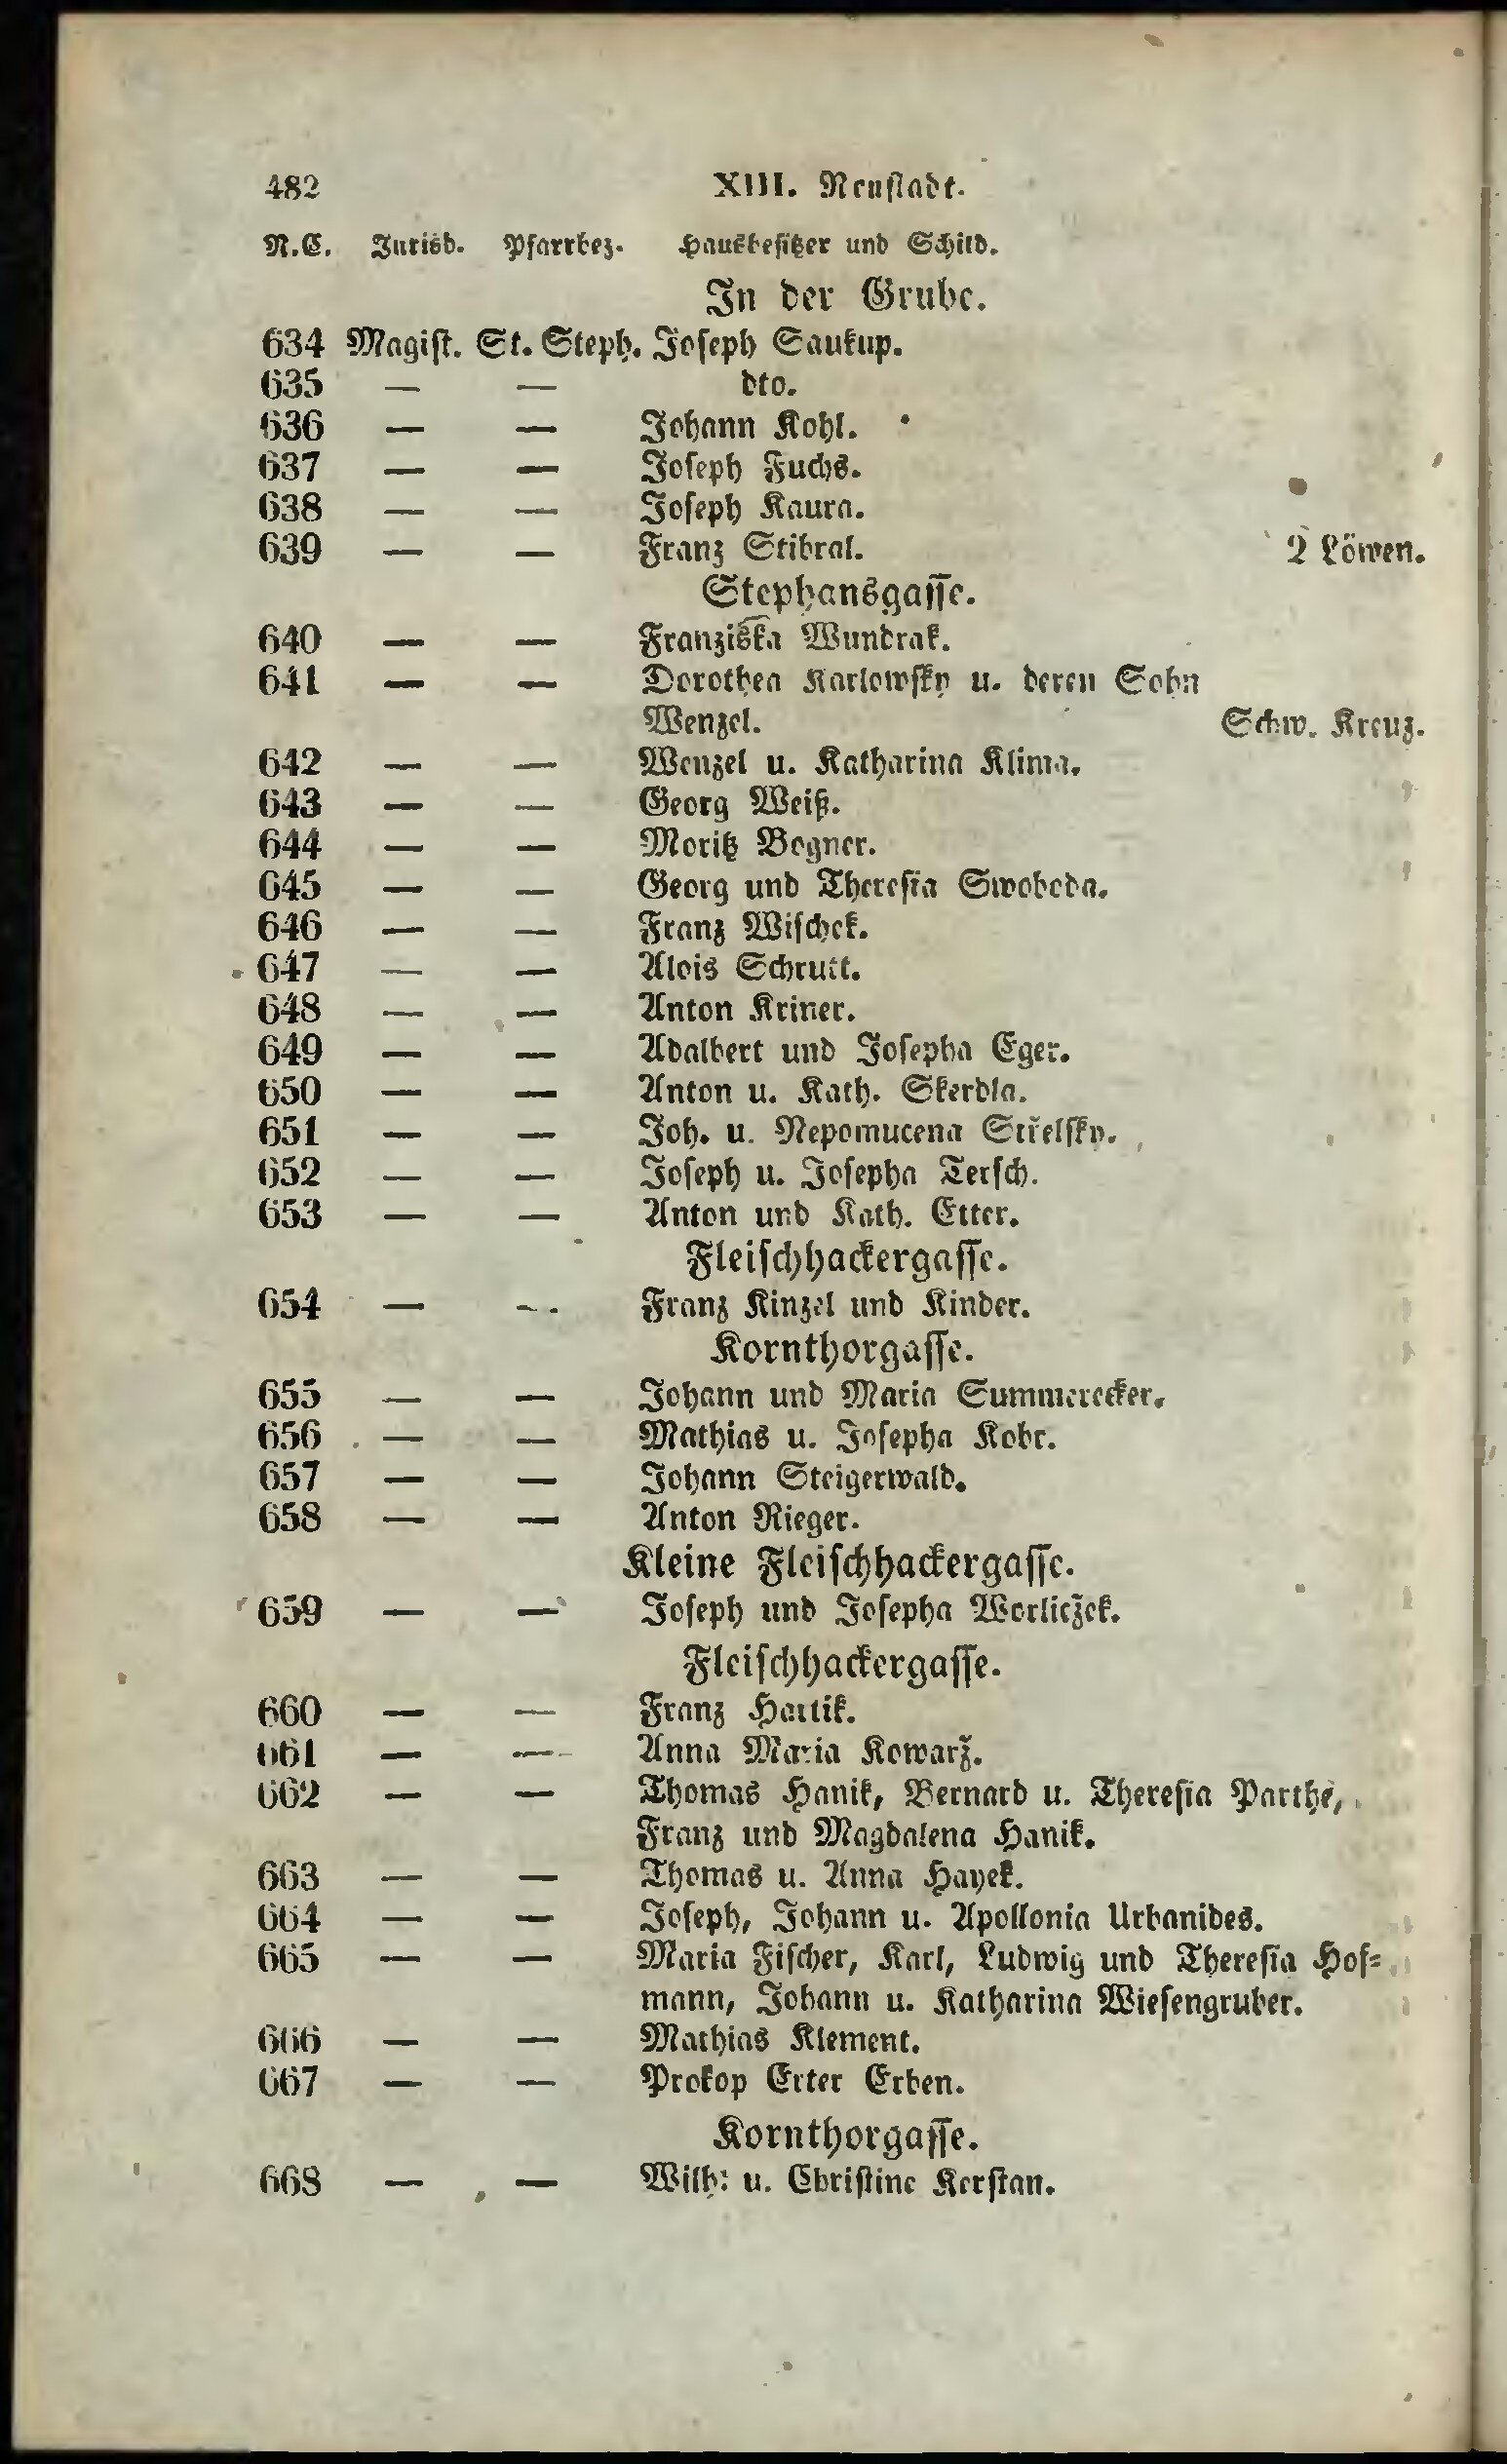 482 XIII. Neustadt.
N.C. Jurisd. Pfarrbez. Hausbesitzer und Schild.
In der Grube.
634 Magist. St. Steph. Joseph Saukup.
635 — — dto.
636 — — Johann Kohl.
637 — — Joseph Fuchs.
638 — — Joseph Kaura.
639 — — Franz Stibral. 2 Löwen.
Stephansgasse.
640 — — Franziska Wundrak.
641 — — Dorothea Karlowsky u. deren Sohn
Wenzel. Schw. Kreuz.
642 — — Wenzel u. Katharina Klima.
643 — — Georg Weiß.
644 — — Moritz Bogner.
645 — — Georg und Theresia Swoboda.
646 — — Franz Wischek.
647 — — Alois Schrutt.
648 — — Anton Kriner.
649 — — Adalbert und Josepha Eger.
650 — — Anton u. Kath. Skerdla.
651 — — Joh. u. Nepomucena Střelsky.
652 — — Joseph u. Josepha Tersch.
653 — — Anton und Kath. Etter.
Fleischhackergasse.
654 — — Franz Kinzel und Kinder.
Kornthorgasse.
655 — — Johann und Maria Summerecker.
656 — — Mathias u. Josepha Kobr.
657 — — Johann Steigerwald.
658 — — Anton Rieger.
Kleine Fleischhackergasse.
659 — — Joseph und Josepha Worliczek.
Fleischhackergasse.
660 — — Franz
661 — — Anna Maria Kowarž.
662 — — Thomas Hanik, Bernard u. Theresia Parthe,
Franz und Magdalena Hanik.
663 — — Thomas u. Anna Hayek.
664 — — Joseph, Johann u. Apollonia Urbanides.
665 — — Maria Fischer, Karl, Ludwig und Theresia Hof=
mann, Johann u. Katharina Wiesengruber.
666 — — Mathias Klement.
667 — — Prokop Erter Erben.
Kornthorgasse.
668 — — Wilh. u. Christine Kerstan.